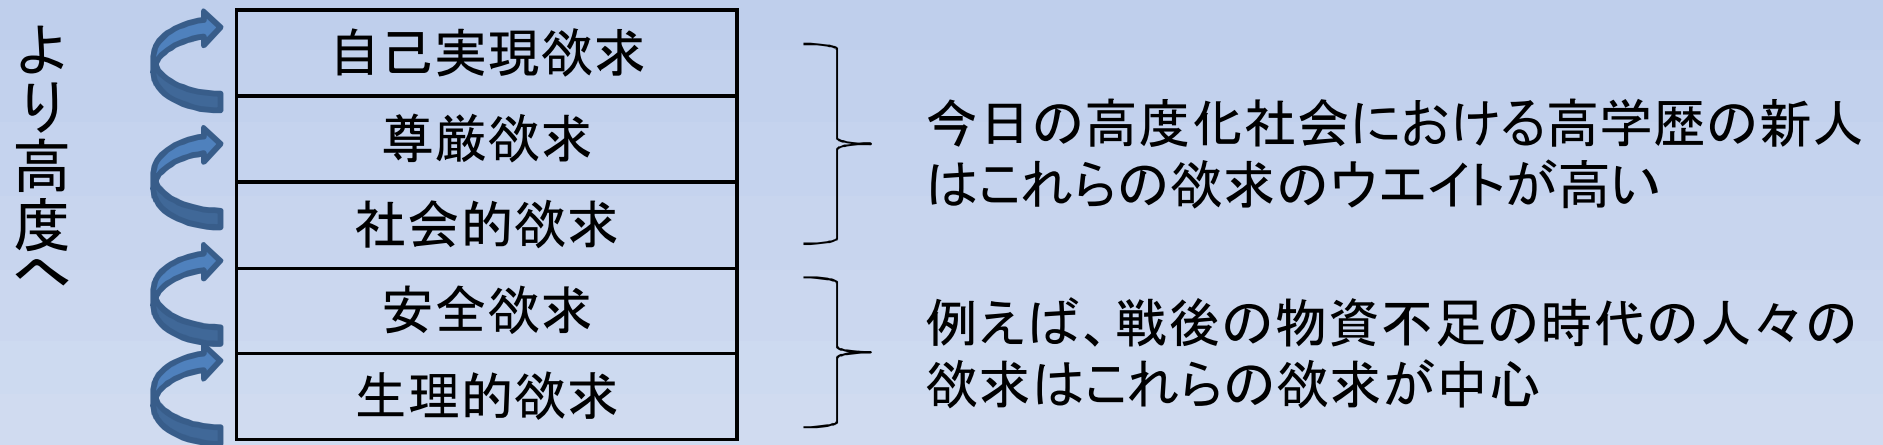 より高度へ
自己実現欲求
尊厳欲求
社会的欲求
安全欲求
生理的欲求
今日の高度化社会における高学歴の新人
はこれらの欲求のウエイトが高い
例えば、戦後の物資不足の時代の人々の
欲求はこれらの欲求が中心